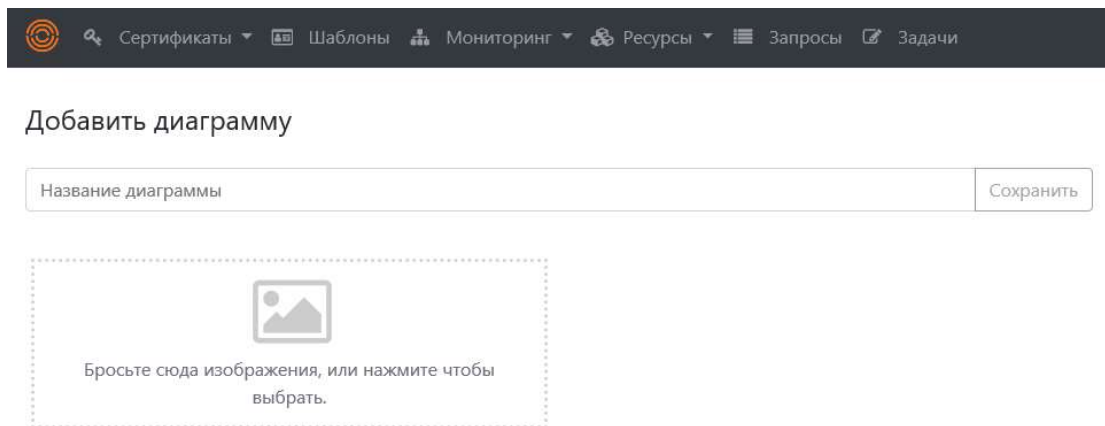 Сертификаты Шаблоны Мониторинг Ресурсы Запросы Задачи
Добавить диаграмму
Название диаграммы Сохранить
Бросьте сюда изображения, или нажмите чтобы
выбрать.